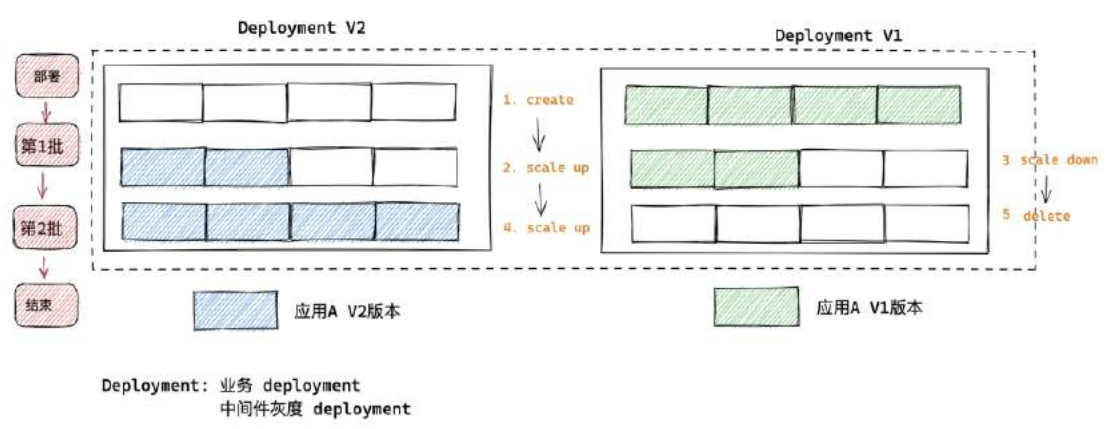 Deployment V2
Deployment V1
部署
1. create
第1批
2. scale up
3 scale down
第2批
4. scale up
5 delete
结束
应用A V2版本
应用A V1版本
Deployment: 业务 deployment
中间件灰度 deployment